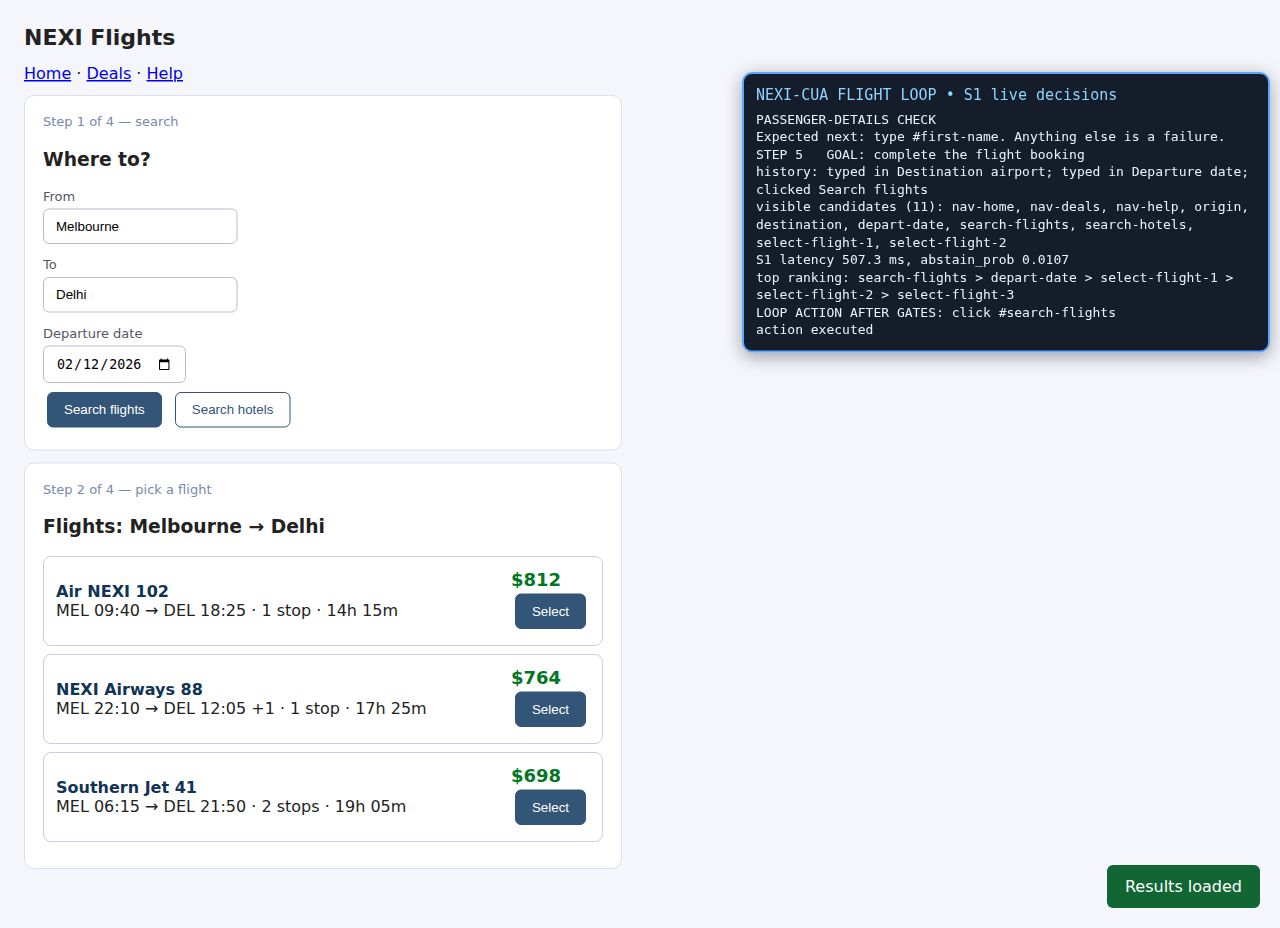 NEXI Flights
Home · Deals · Help
Step 1 of 4 — search
Where to?
From
Melbourne
To
Delhi
Departure date
02/12/2026
Search flights
Search hotels
Step 2 of 4 — pick a flight
Flights: Melbourne → Delhi
Air NEXI 102
MEL 09:40 → DEL 18:25 · 1 stop · 14h 15m
$812
Select
NEXI Airways 88
MEL 22:10 → DEL 12:05 +1 · 1 stop · 17h 25m
$764
Select
Southern Jet 41
MEL 06:15 → DEL 21:50 · 2 stops · 19h 05m
$698
Select
NEXI-CUA FLIGHT LOOP • S1 live decisions
PASSENGER-DETAILS CHECK
Expected next: type #first-name. Anything else is a failure.
STEP 5   GOAL: complete the flight booking
history: typed in Destination airport; typed in Departure date;
clicked Search flights
visible candidates (11): nav-home, nav-deals, nav-help, origin,
destination, depart-date, search-flights, search-hotels,
select-flight-1, select-flight-2
S1 latency 507.3 ms, abstain_prob 0.0107
top ranking: search-flights > depart-date > select-flight-1 >
select-flight-2 > select-flight-3
LOOP ACTION AFTER GATES: click #search-flights
action executed
Results loaded